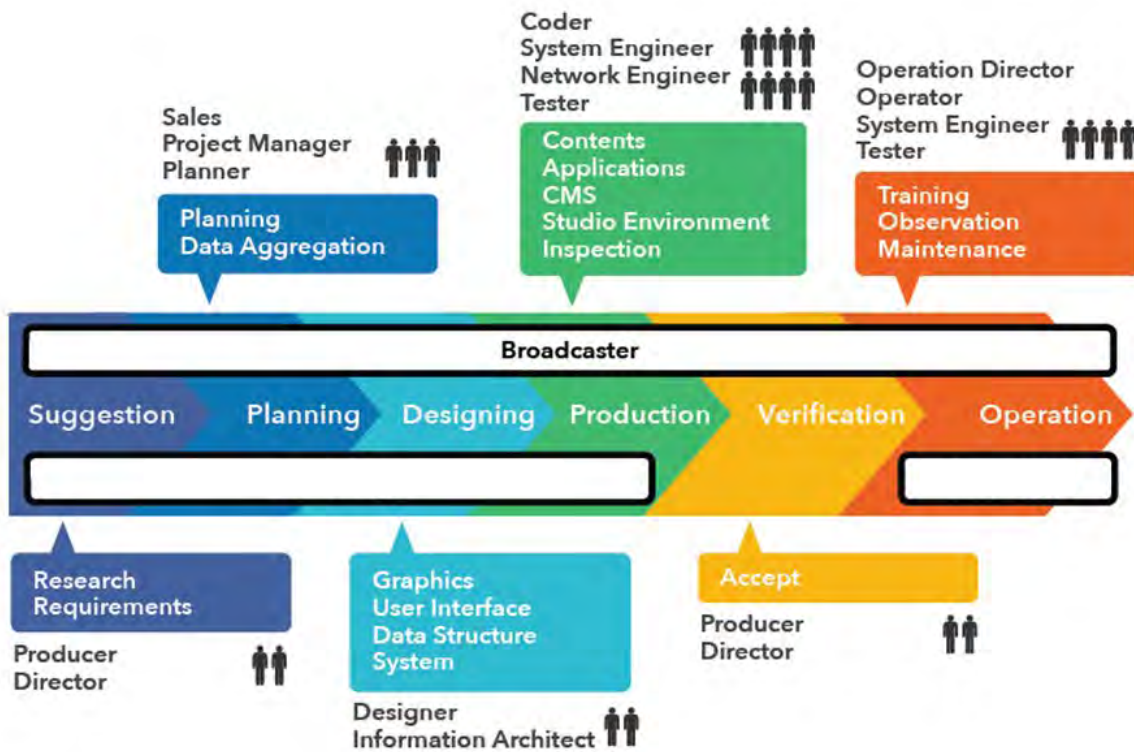 Coder
System Engineer
Network Engineer
Tester
Operation Director
Operator
System Engineer
Tester
Sales
Project Manager
Planner
Planning
Data Aggregation
Contents
Applications
CMS
Studio Environment
Inspection
Training
Observation
Maintenance
Broadcaster
Suggestion
Planning
Designing
Production
Verification
Operation
Research
Requirements
Producer
Director
Graphics
User Interface
Data Structure
System
Designer
Information Architect
Accept
Producer
Director